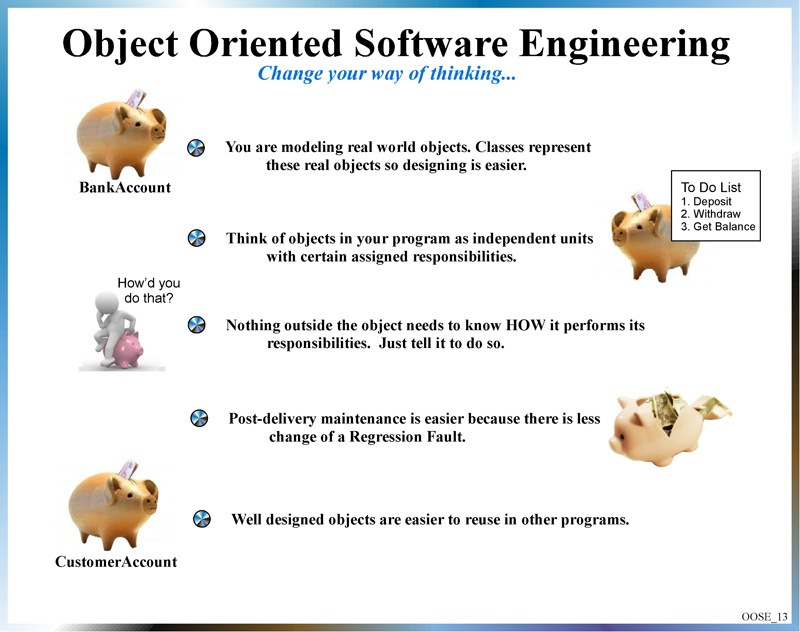 Object Oriented Software Engineering
Change your way of thinking...
BankAccount
You are modeling real world objects. Classes represent
these real objects so designing is easier.
To Do List
1. Deposit
2. Withdraw
3. Get Balance
Think of objects in your program as independent units
with certain assigned responsibilities.
How'd you
do that?
Nothing outside the object needs to know HOW it performs its
responsibilities. Just tell it to do so.
Post-delivery maintenance is easier because there is less
change of a Regression Fault.
Well designed objects are easier to reuse in other programs.
CustomerAccount
OOSE_13